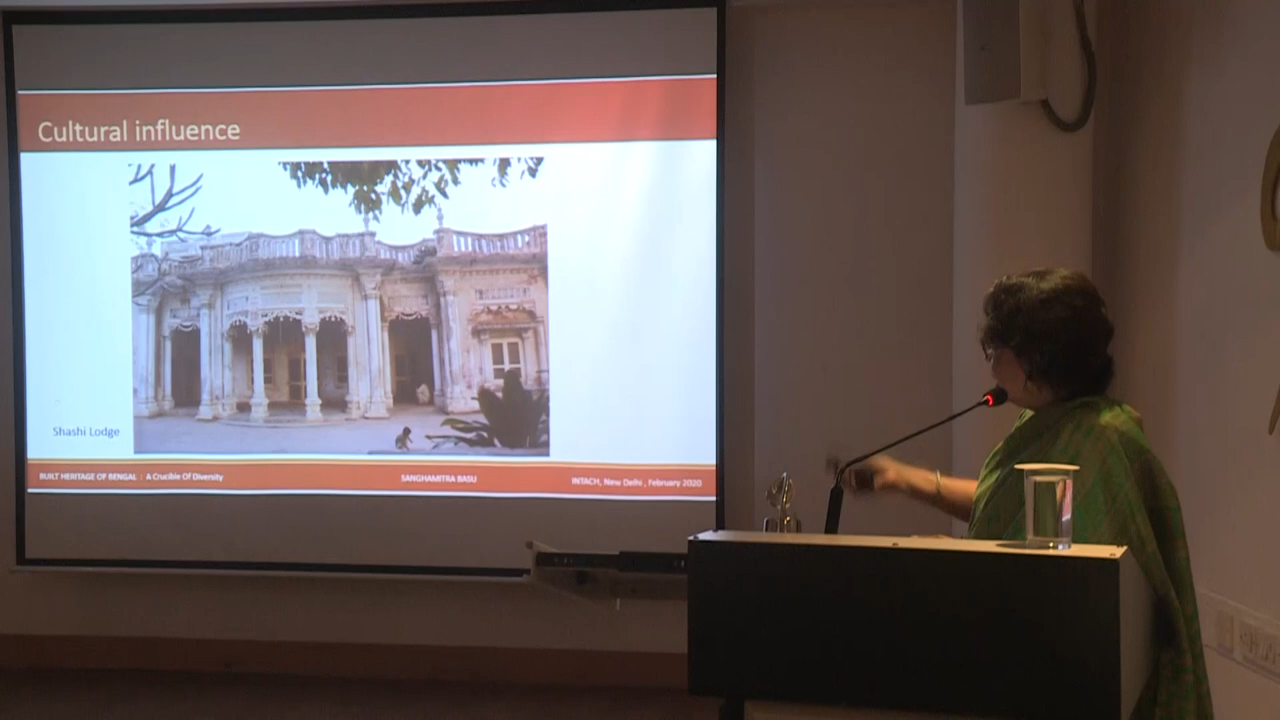 Cultural influence
Shashi Lodge
BUILT HERITAGE OF BENGAL : A Crucible Of Diversity
SANGHAMITRA BASU
INTACH, New Delhi , February 2020